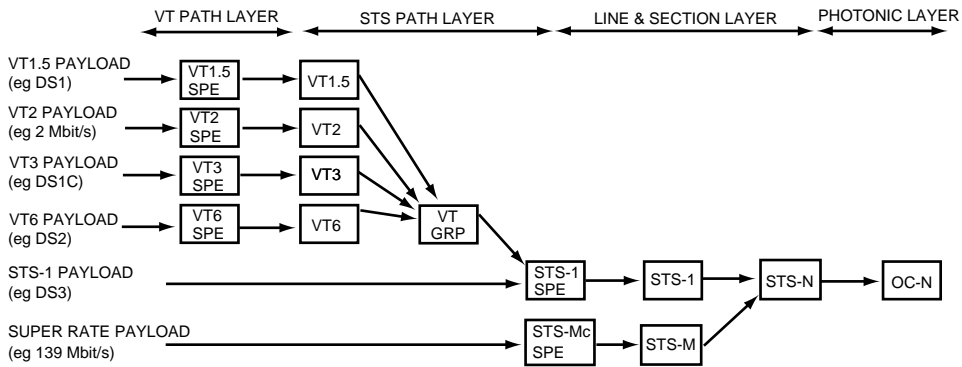 VT PATH LAYER STS PATH LAYER LINE & SECTION LAYER PHOTONIC LAYER
VT1.5 PAYLOAD
(eg DS1)
VT1.5
SPE
VT1.5
VT2 PAYLOAD
(eg 2 Mbit/s)
VT2
SPE
VT2
VT3 PAYLOAD
(eg DS1C)
VT3
SPE
VT3
VT6 PAYLOAD
(eg DS2)
VT6
SPE
VT6
VT
GRP
STS-1 PAYLOAD
(eg DS3)
STS-1
SPE
STS-1
STS-N
OC-N
SUPER RATE PAYLOAD
(eg 139 Mbit/s)
STS-Mc
SPE
STS-M